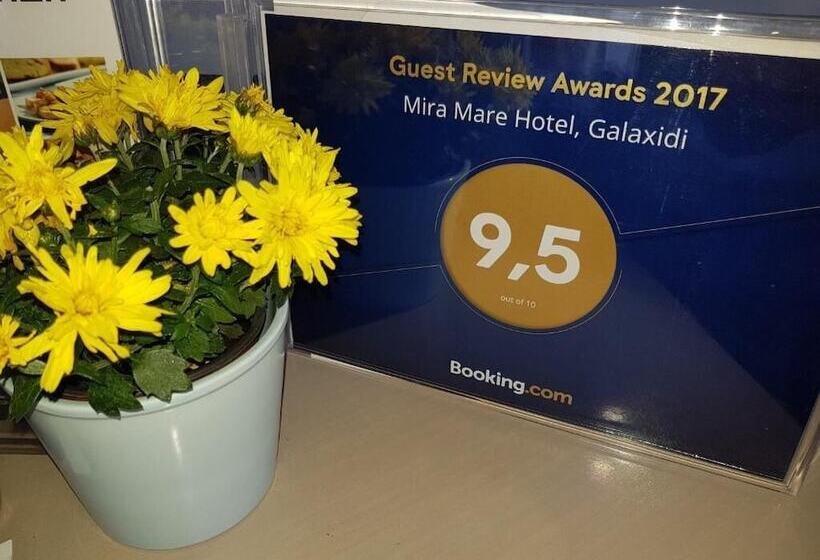 Guest Review Awards 2017
Mira Mare Hotel, Galaxidi
9,5
out of 10
Booking.com